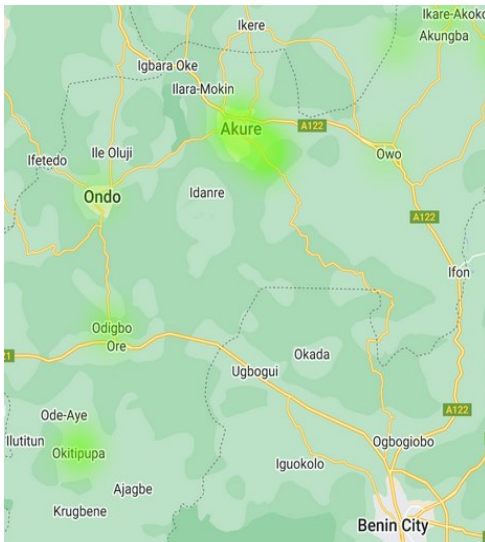 Ikare-Akoko
Ikere
Akungba
Igbara Oke
Ilara-Mokin
Akure
A122
Ifetedo
Ile Oluji
Owo
Ondo
Idanre
A122
Ifon
Odigbo
Ore
21
Okada
Ugbogui
Ode-Aye
A122
Ilutitun
Okitipupa
Ogbogiobo
Iguokolo
Ajagbe
Krugbene
Benin City